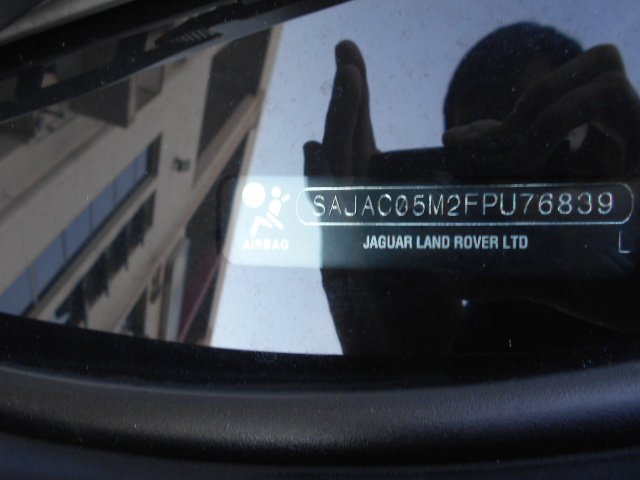 SAJAC05M2FPU76839
AIRBAG
JAGUAR LAND ROVER LTD
L